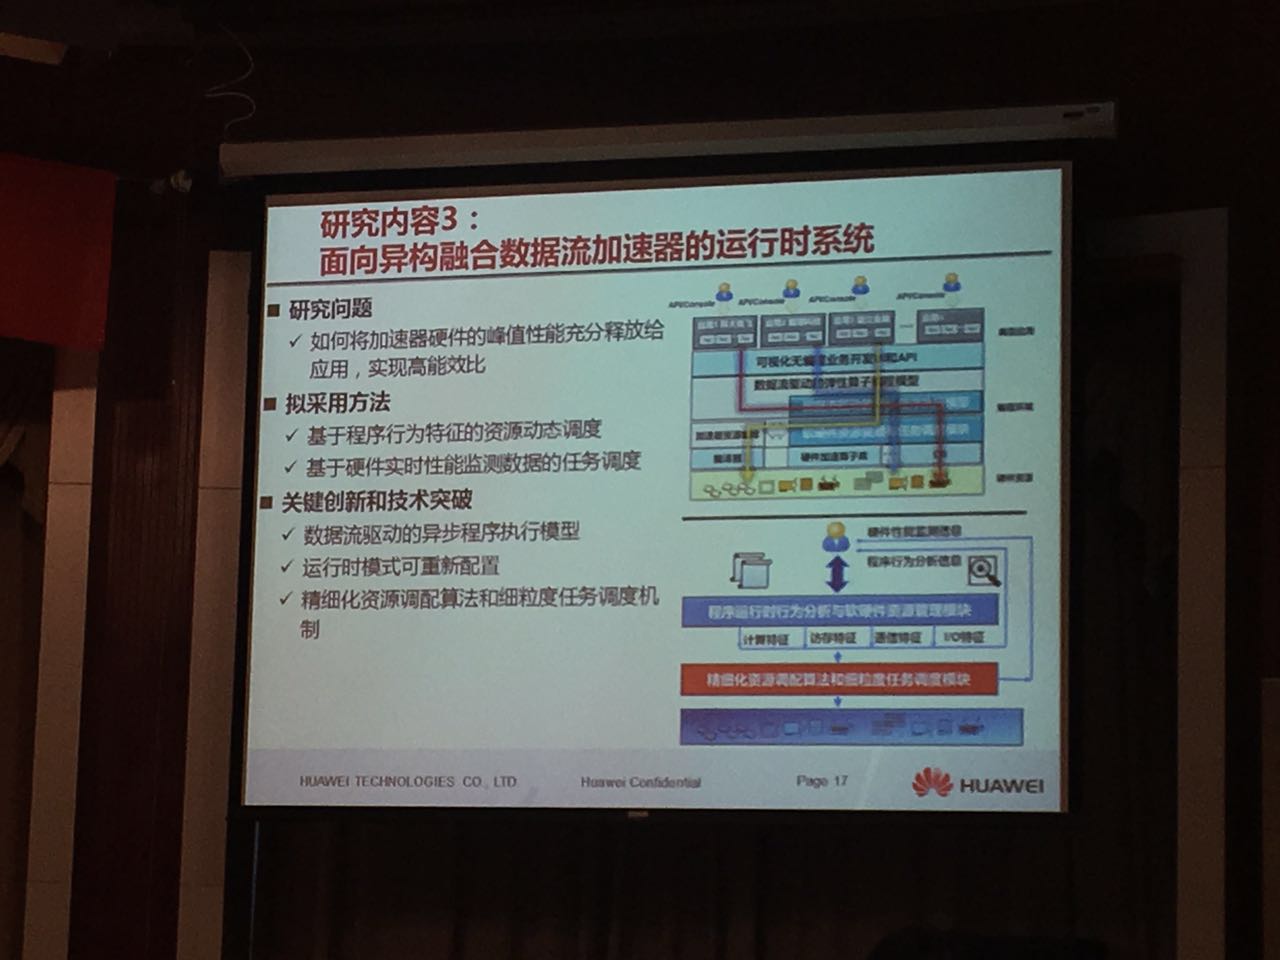 研究内容3：
面向异构融合数据流加速器的运行时系统
研究问题
如何将加速器硬件的峰值性能充分释放给
应用，实现高能效比
拟采用方法
基于程序行为特征的资源动态调度
基于硬件实时性能监测数据的任务调度
关键创新和技术突破
数据流驱动的异步程序执行模型
运行时模式可重新配置
精细化资源调配算法和细粒度任务调度机
制
API/Console API/Console API/Console API/Console
可视化无编程业务开发 和API
数据流驱动的弹性算子 模型
硬件加速算子库
硬件资源
硬件性能监测信息
程序行为分析信息
程序运行时行为分析与软硬件资源管理模块
计算特征 访存特征 通信特征 I/O特征
精细化资源调配算法和细粒度任务调度模块
HUAWEI TECHNOLOGIES CO., LTD Huawei Confidential Page 17 HUAWEI